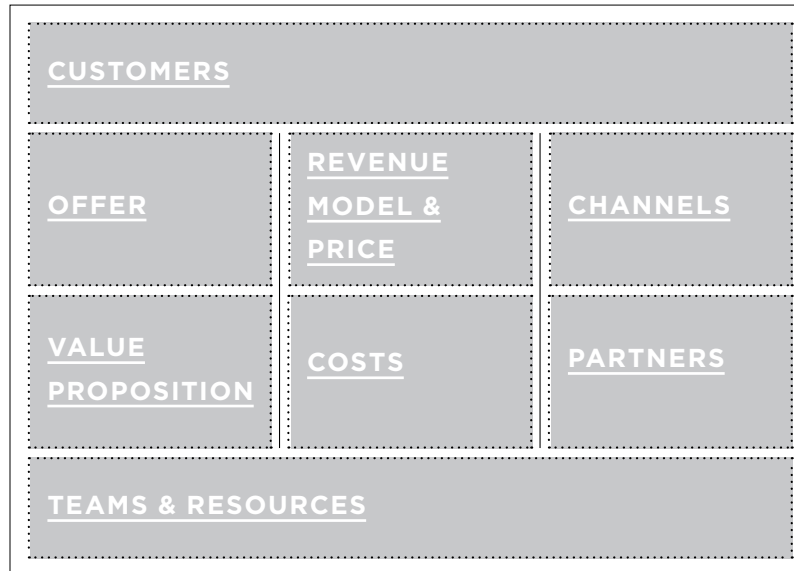 CUSTOMERS
OFFER
REVENUE
MODEL &
PRICE
CHANNELS
VALUE
PROPOSITION
COSTS
PARTNERS
TEAMS & RESOURCES